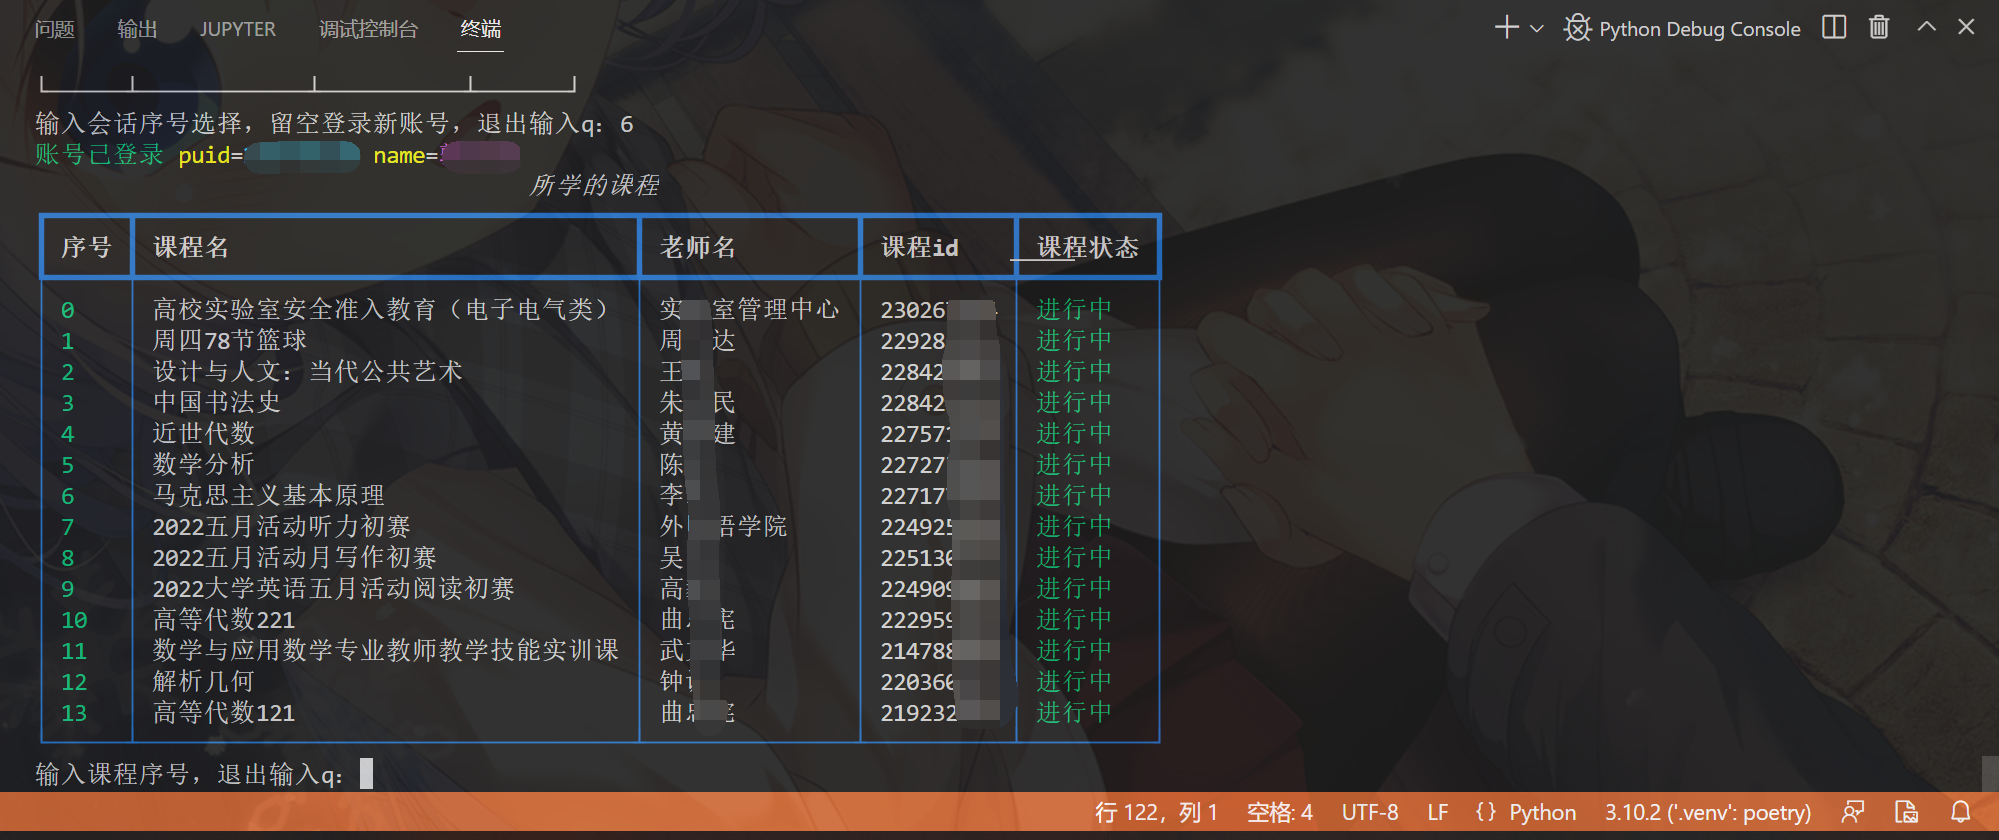 问题 输出 JUPYTER 调试控制台 终端 Python Debug Console
输入会话序号选择，留空登录新账号，退出输入q：6
账号已登录 puid= name=
所学的课程
序号 课程名 老师名 课程id 课程状态
0 高校实验室安全准入教育（电子电气类） 实 室管理中心 23026 进行中
1 周四78节篮球 周 达 22928 进行中
2 设计与人文：当代公共艺术 王 22842 进行中
3 中国书法史 朱 民 22842 进行中
4 近世代数 黄 建 22757 进行中
5 数学分析 陈 22727 进行中
6 马克思主义基本原理 李 22717 进行中
7 2022五月活动听力初赛 外 语学院 22492 进行中
8 2022五月活动月写作初赛 吴 22513 进行中
9 2022大学英语五月活动阅读初赛 高 22490 进行中
10 高等代数221 曲 宪 22295 进行中
11 数学与应用数学专业教师教学技能实训课 武 华 214788 进行中
12 解析几何 钟 22036 进行中
13 高等代数121 曲 宪 219232 进行中
输入课程序号，退出输入q：
行 122，列 1 空格: 4 UTF-8 LF {} Python 3.10.2 ('.venv': poetry)